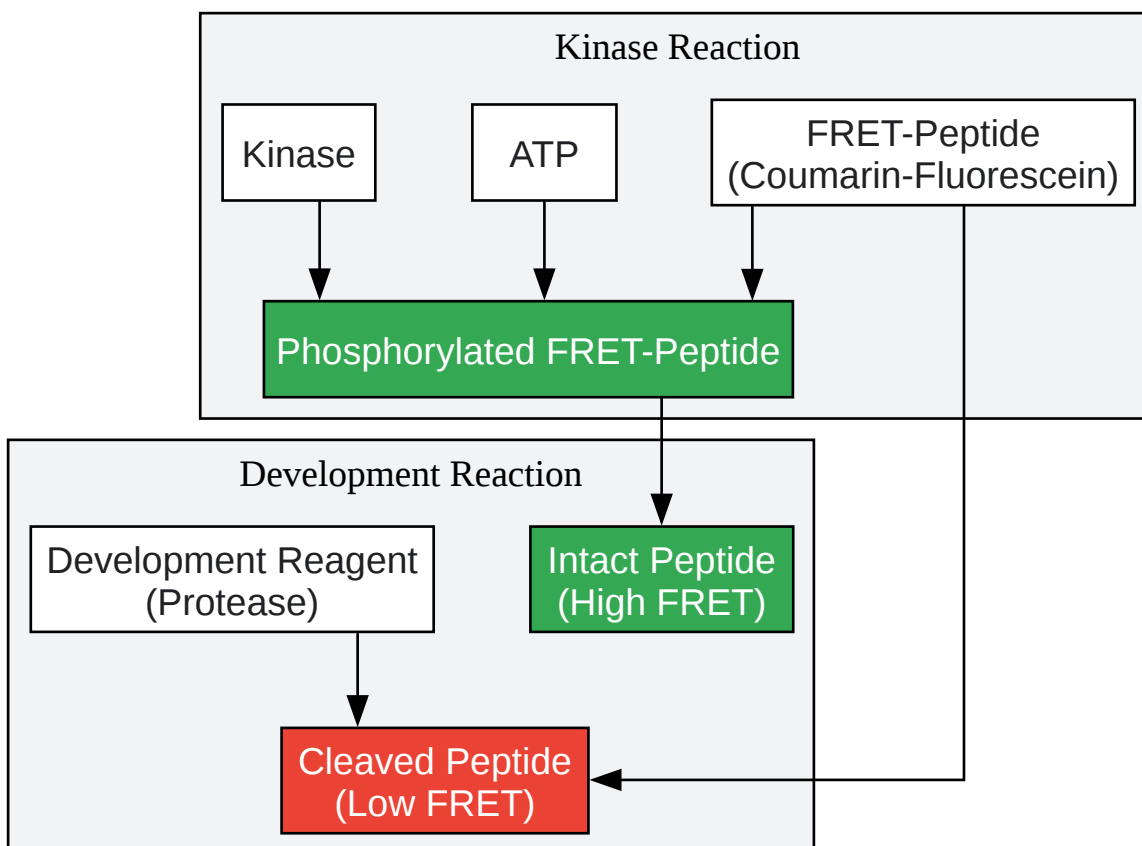 Kinase Reaction
Kinase
ATP
FRET-Peptide
(Coumarin-Fluorescein)
Phosphorylated FRET-Peptide
Development Reaction
Development Reagent
(Protease)
Intact Peptide
(High FRET)
Cleaved Peptide
(Low FRET)